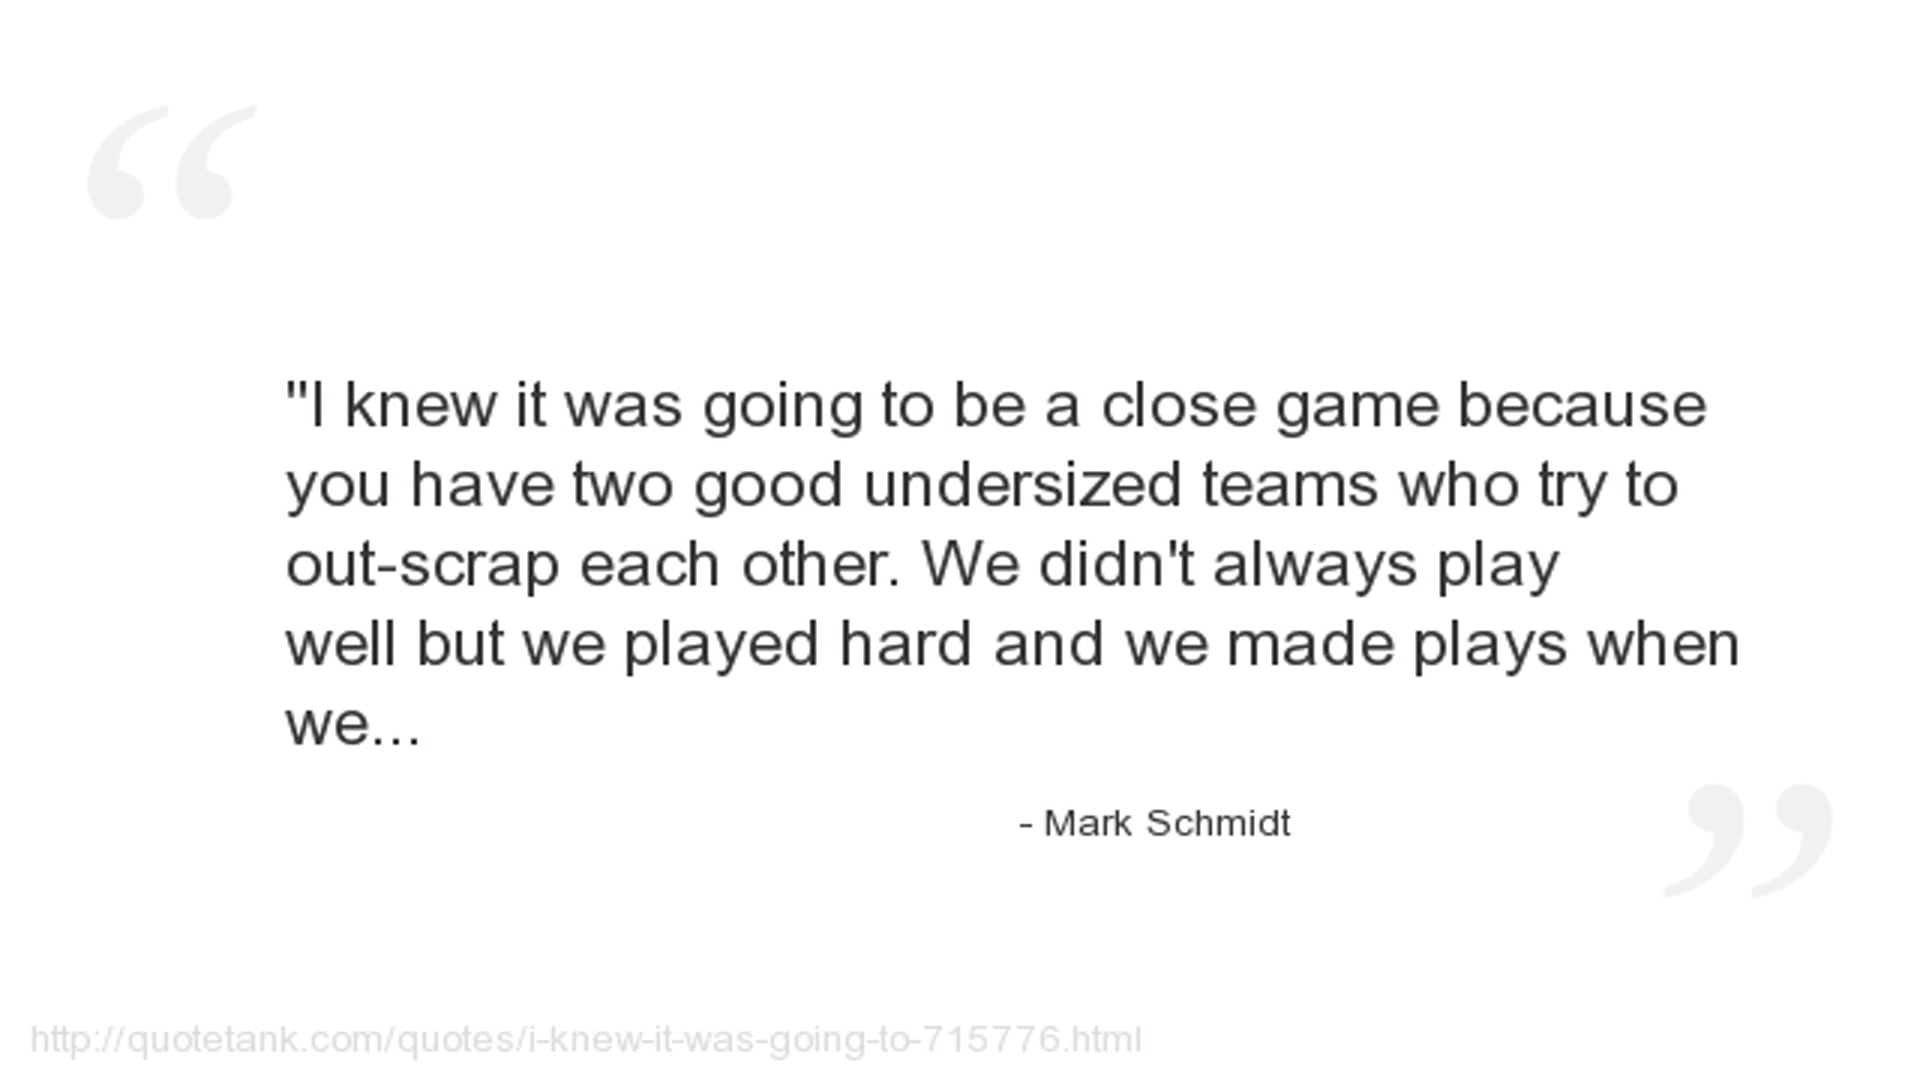 "I knew it was going to be a close game because
you have two good undersized teams who try to
out-scrap each other. We didn't always play
well but we played hard and we made plays when
we...
- Mark Schmidt
http://quotetank.com/quotes/i-knew-it-was-going-to-715776.html